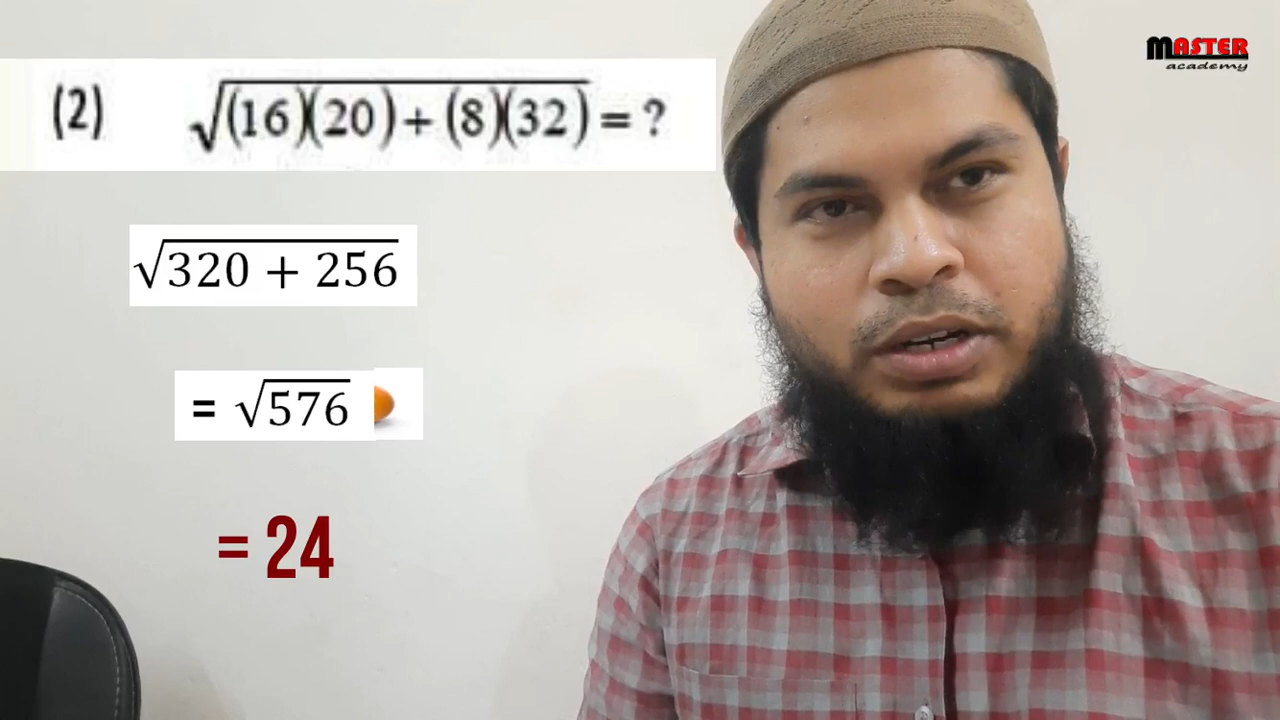 MASTER
academy
(2) √(16)(20) + (8)(32) = ?
√320 + 256
= √576
= 24